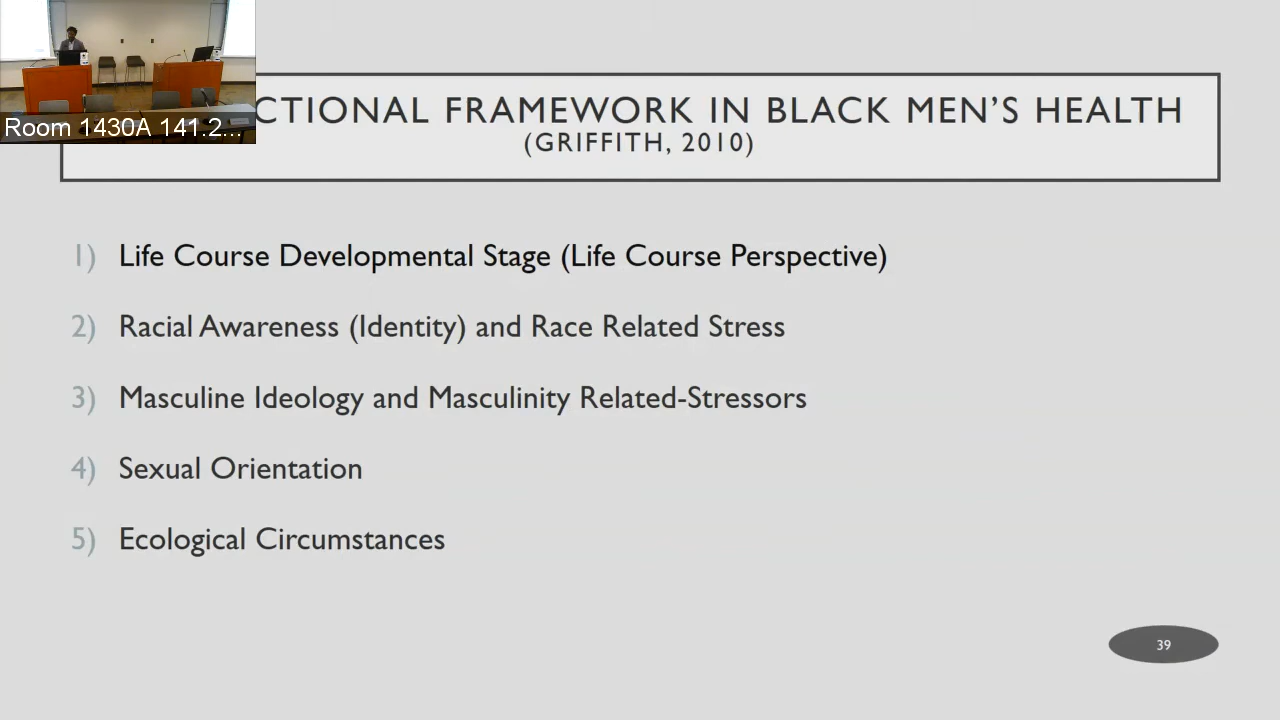 Room 1430A 141.2...
CTIONAL FRAMEWORK IN BLACK MEN’S HEALTH
(GRIFFITH, 2010)
1) Life Course Developmental Stage (Life Course Perspective)
2) Racial Awareness (Identity) and Race Related Stress
3) Masculine Ideology and Masculinity Related-Stressors
4) Sexual Orientation
5) Ecological Circumstances
39